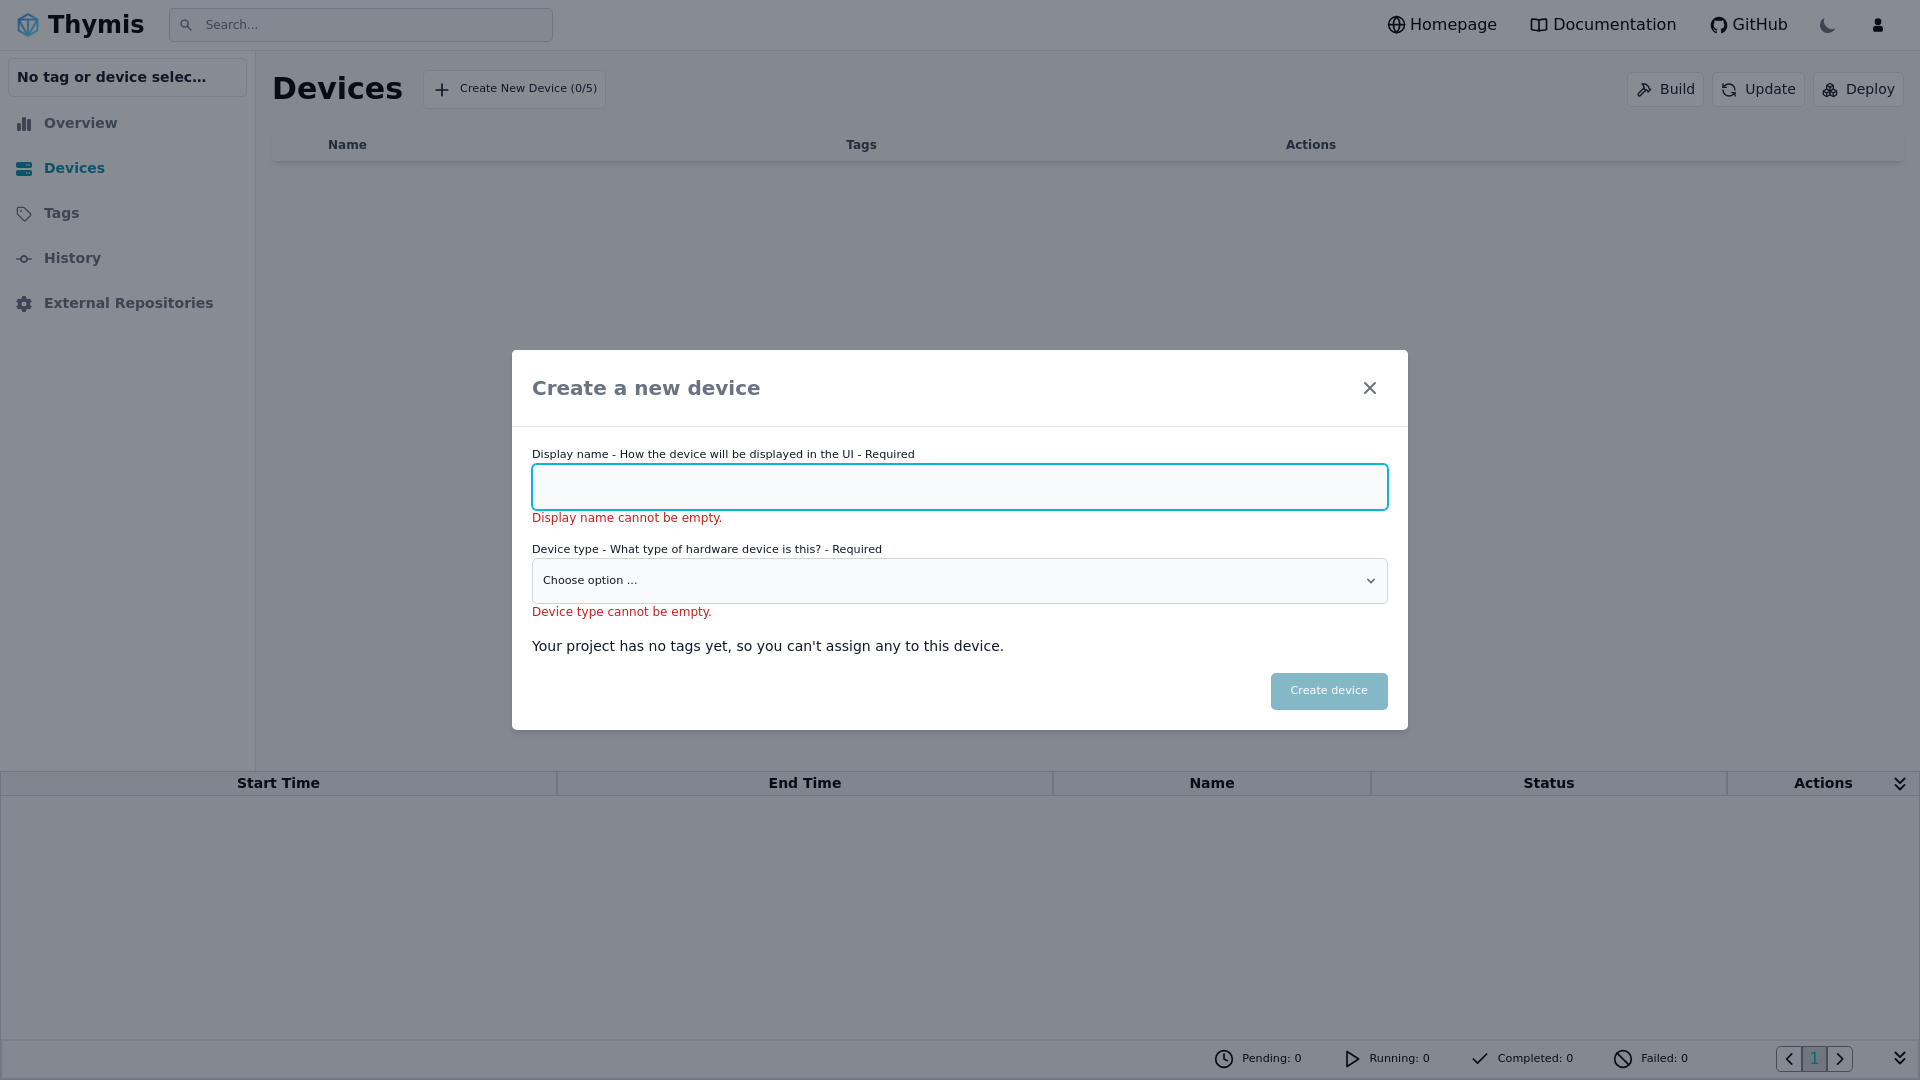 Thymis
Search...
Homepage
Documentation
GitHub
No tag or device selec...
Overview
Devices
Tags
History
External Repositories
Devices
Create New Device (0/5)
Build
Update
Deploy
Name
Tags
Actions
Create a new device
Display name - How the device will be displayed in the UI - Required
Display name cannot be empty.
Device type - What type of hardware device is this? - Required
Choose option ...
Device type cannot be empty.
Your project has no tags yet, so you can't assign any to this device.
Create device
Start Time
End Time
Name
Status
Actions
Pending: 0
Running: 0
Completed: 0
Failed: 0
1